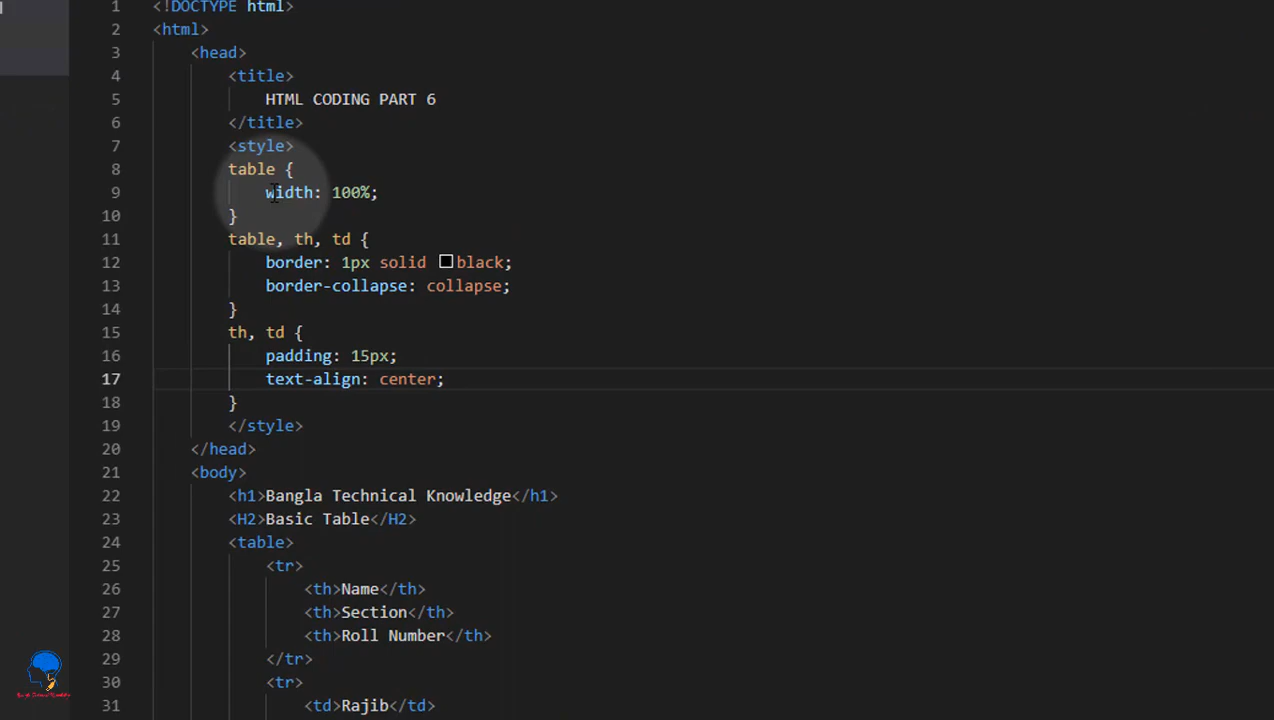 1 <!DOCTYPE html>
2 <html>
3 <head>
4 <title>
5 HTML CODING PART 6
6 </title>
7 <style>
8 table {
9 width: 100%;
10 }
11 table, th, td {
12 border: 1px solid black;
13 border-collapse: collapse;
14 }
15 th, td {
16 padding: 15px;
17 text-align: center;
18 }
19 </style>
20 </head>
21 <body>
22 <h1>Bangla Technical Knowledge</h1>
23 <H2>Basic Table</H2>
24 <table>
25 <tr>
26 <th>Name</th>
27 <th>Section</th>
28 <th>Roll Number</th>
29 </tr>
30 <tr>
31 <td>Rajib</td>